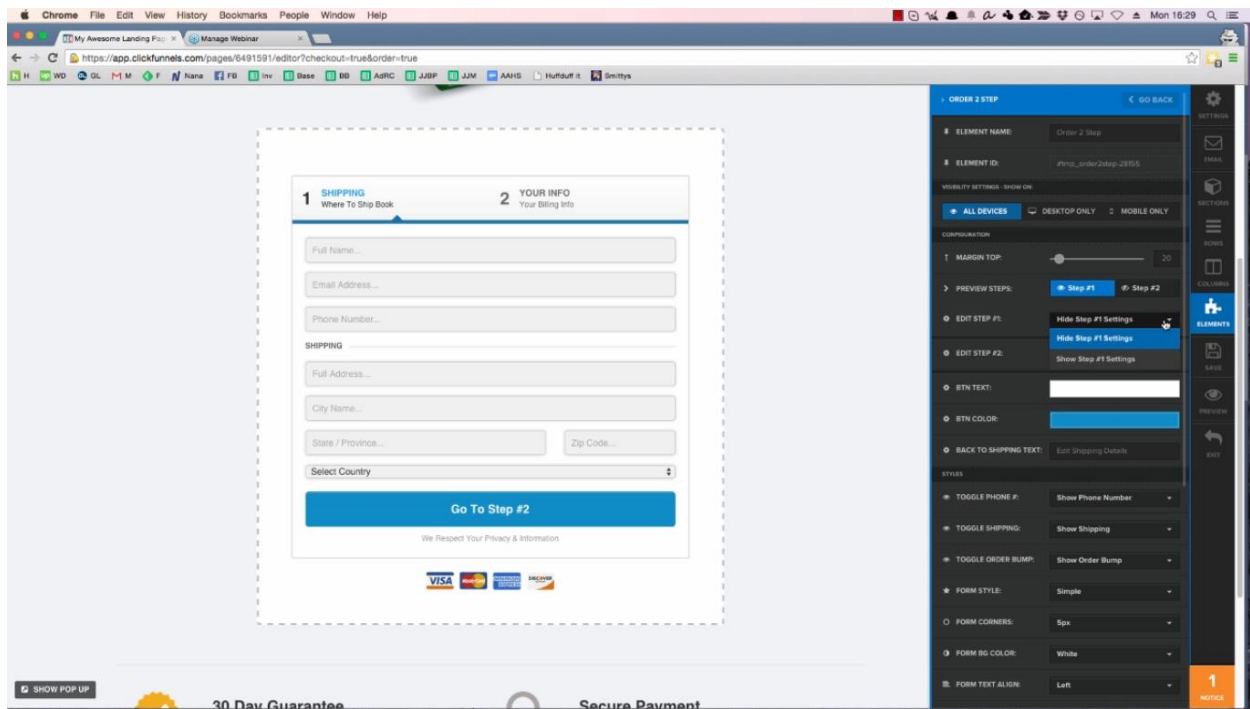 Chrome File Edit View History Bookmarks People Window Help
Mon 16:29
My Awesome Landing Pag
Manage Webinar
https://app.clickfunnels.com/pages/6491591/editor?checkout=true&order=true
H WD GL M M F Nana FB Inv Base BB AdRC JJBP JJM AAHS Huffduff it Smittys
1 SHIPPING
Where To Ship Book
2 YOUR INFO
Your Billing Info
Full Name...
Email Address...
Phone Number...
SHIPPING
Full Address...
City Name...
State / Province... Zip Code...
Select Country
Go To Step #2
We Respect Your Privacy & Information
VISA MasterCard AMERICAN EXPRESS DISCOVER
SHOW POP UP
30 Day Guarantee
Secure Payment
ORDER 2 STEP GO BACK
ELEMENT NAME: Order 2 Step
ELEMENT ID:
VISIBILITY SETTINGS - SHOW ON:
ALL DEVICES DESKTOP ONLY MOBILE ONLY
CONFIGURATION
MARGIN TOP: 20
PREVIEW STEPS: Step #1 Step #2
EDIT STEP #1: Hide Step #1 Settings
Hide Step #1 Settings
EDIT STEP #2: Show Step #1 Settings
BTN TEXT:
BTN COLOR:
BACK TO SHIPPING TEXT: Edit Shipping Details
STYLES
TOGGLE PHONE #: Show Phone Number
TOGGLE SHIPPING: Show Shipping
TOGGLE ORDER BUMP: Show Order Bump
FORM STYLE: Simple
FORM CORNERS: 5px
FORM BG COLOR: White
FORM TEXT ALIGN: Left
SETTINGS
EMAIL
SECTIONS
ROWS
COLUMNS
ELEMENTS
SAVE
PREVIEW
EXIT
1
NOTICE